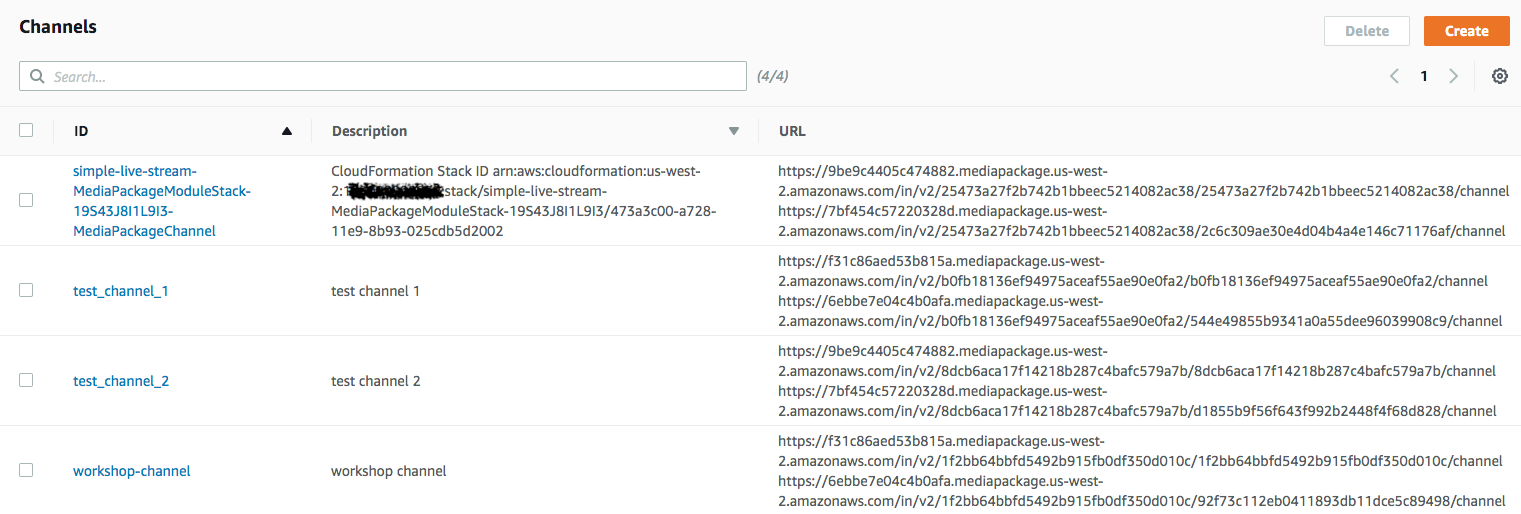 Channels
Delete
Create
Search...
(4/4)
1
ID
Description
URL
simple-live-stream-
MediaPackageModuleStack-
19S43J8I1L9I3-
MediaPackageChannel
CloudFormation Stack ID arn:aws:cloudformation:us-west-
2:1 stack/simple-live-stream-
MediaPackageModuleStack-19S43J8I1L9I3/473a3c00-a728-
11e9-8b93-025cdb5d2002
https://9be9c4405c474882.mediapackage.us-west-
2.amazonaws.com/in/v2/25473a27f2b742b1bbeec5214082ac38/25473a27f2b742b1bbeec5214082ac38/channel
https://7bf454c57220328d.mediapackage.us-west-
2.amazonaws.com/in/v2/25473a27f2b742b1bbeec5214082ac38/2c6c309ae30e4d04b4a4e146c71176af/channel
test_channel_1
test channel 1
https://f31c86aed53b815a.mediapackage.us-west-
2.amazonaws.com/in/v2/b0fb18136ef94975aceaf55ae90e0fa2/b0fb18136ef94975aceaf55ae90e0fa2/channel
https://6ebbe7e04c4b0afa.mediapackage.us-west-
2.amazonaws.com/in/v2/b0fb18136ef94975aceaf55ae90e0fa2/544e49855b9341a0a55dee96039908c9/channel
test_channel_2
test channel 2
https://9be9c4405c474882.mediapackage.us-west-
2.amazonaws.com/in/v2/8dcb6aca17f14218b287c4bafc579a7b/8dcb6aca17f14218b287c4bafc579a7b/channel
https://7bf454c57220328d.mediapackage.us-west-
2.amazonaws.com/in/v2/8dcb6aca17f14218b287c4bafc579a7b/d1855b9f56f643f992b2448f4f68d828/channel
workshop-channel
workshop channel
https://f31c86aed53b815a.mediapackage.us-west-
2.amazonaws.com/in/v2/1f2bb64bbfd5492b915fb0df350d010c/1f2bb64bbfd5492b915fb0df350d010c/channel
https://6ebbe7e04c4b0afa.mediapackage.us-west-
2.amazonaws.com/in/v2/1f2bb64bbfd5492b915fb0df350d010c/92f73c112eb0411893db11dce5c89498/channel